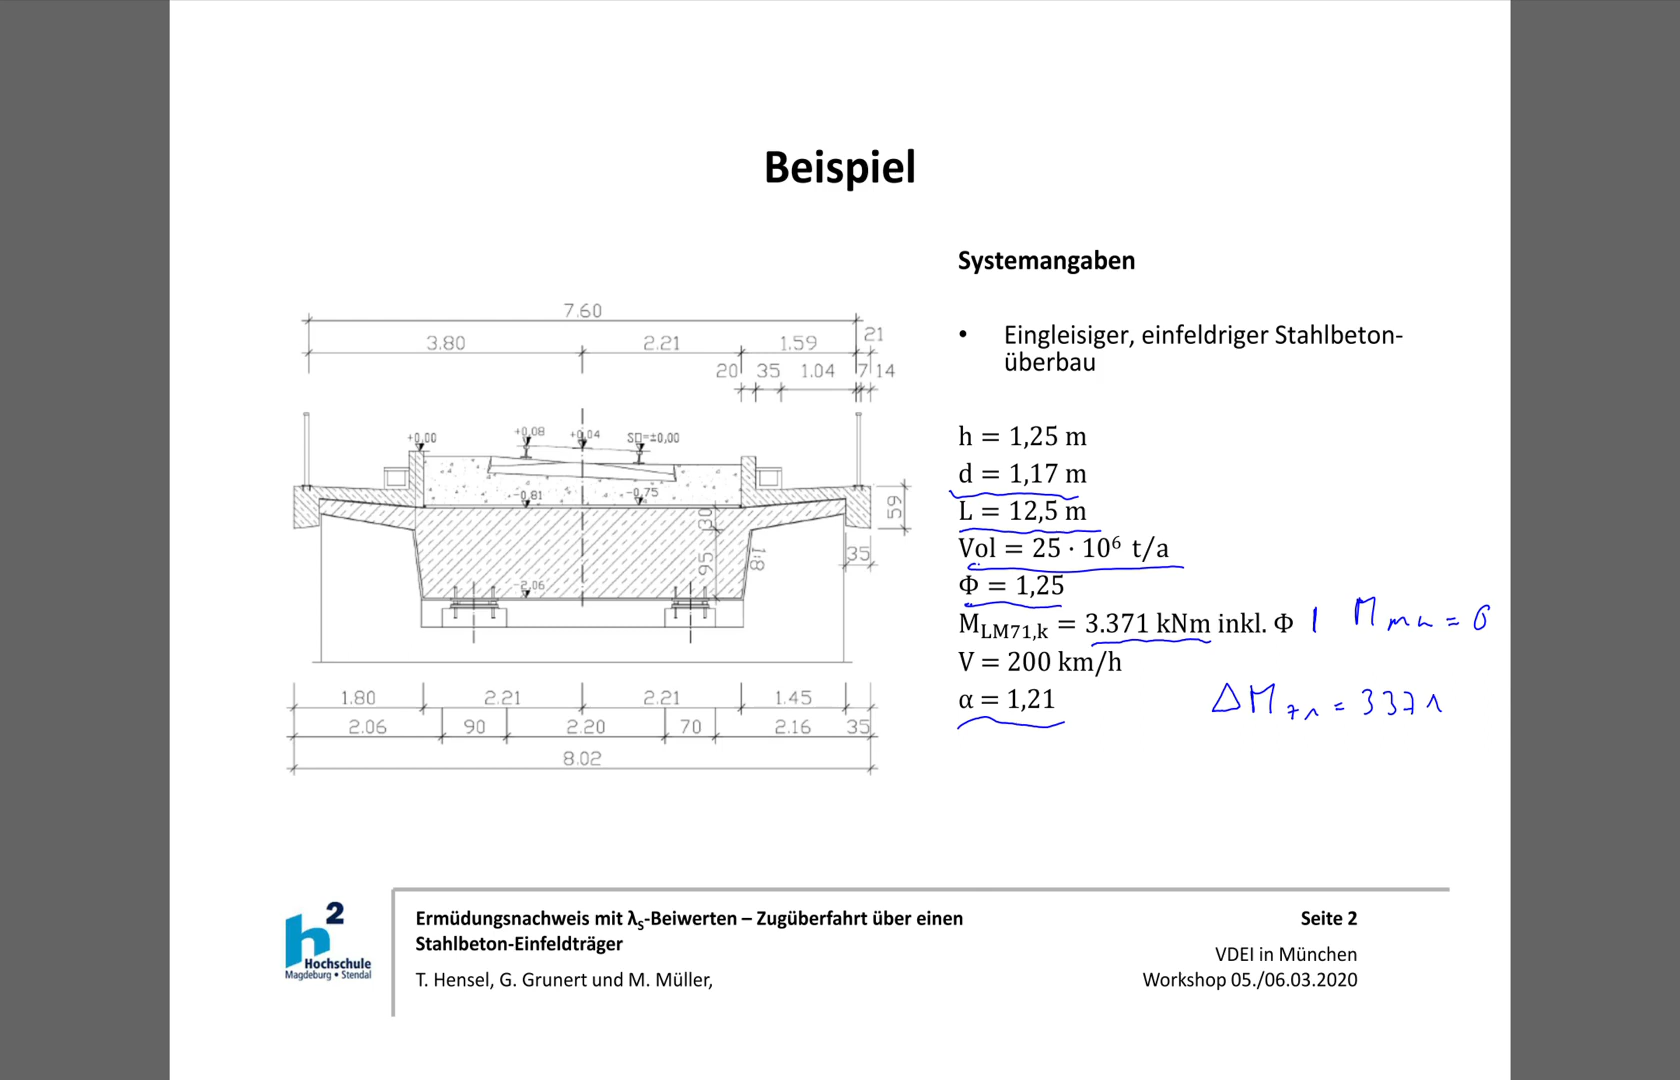 Beispiel
Systemangaben
• Eingleisiger, einfeldriger Stahlbeton-
überbau
h = 1,25 m
d = 1,17 m
L = 12,5 m
Vol = 25 · 10⁶ t/a
Φ = 1,25
M_LM71,k = 3.371 kNm inkl. Φ
V = 200 km/h
α = 1,21
ΔM 71 = 3371
7.60
3.80 2.21 1.59 21
20 35 1.04 7 14
+0,00 +0,08 +0,04 SO=±0,00
-0,81 -0,75
30
59
95 1:8 35
-2,06
1.80 2.21 2.21 1.45
2.06 90 2.20 70 2.16 35
8.02
h²
Hochschule
Magdeburg • Stendal
Ermüdungsnachweis mit λs-Beiwerten – Zugüberfahrt über einen
Stahlbeton-Einfeldträger
T. Hensel, G. Grunert und M. Müller,
Seite 2
VDEI in München
Workshop 05./06.03.2020